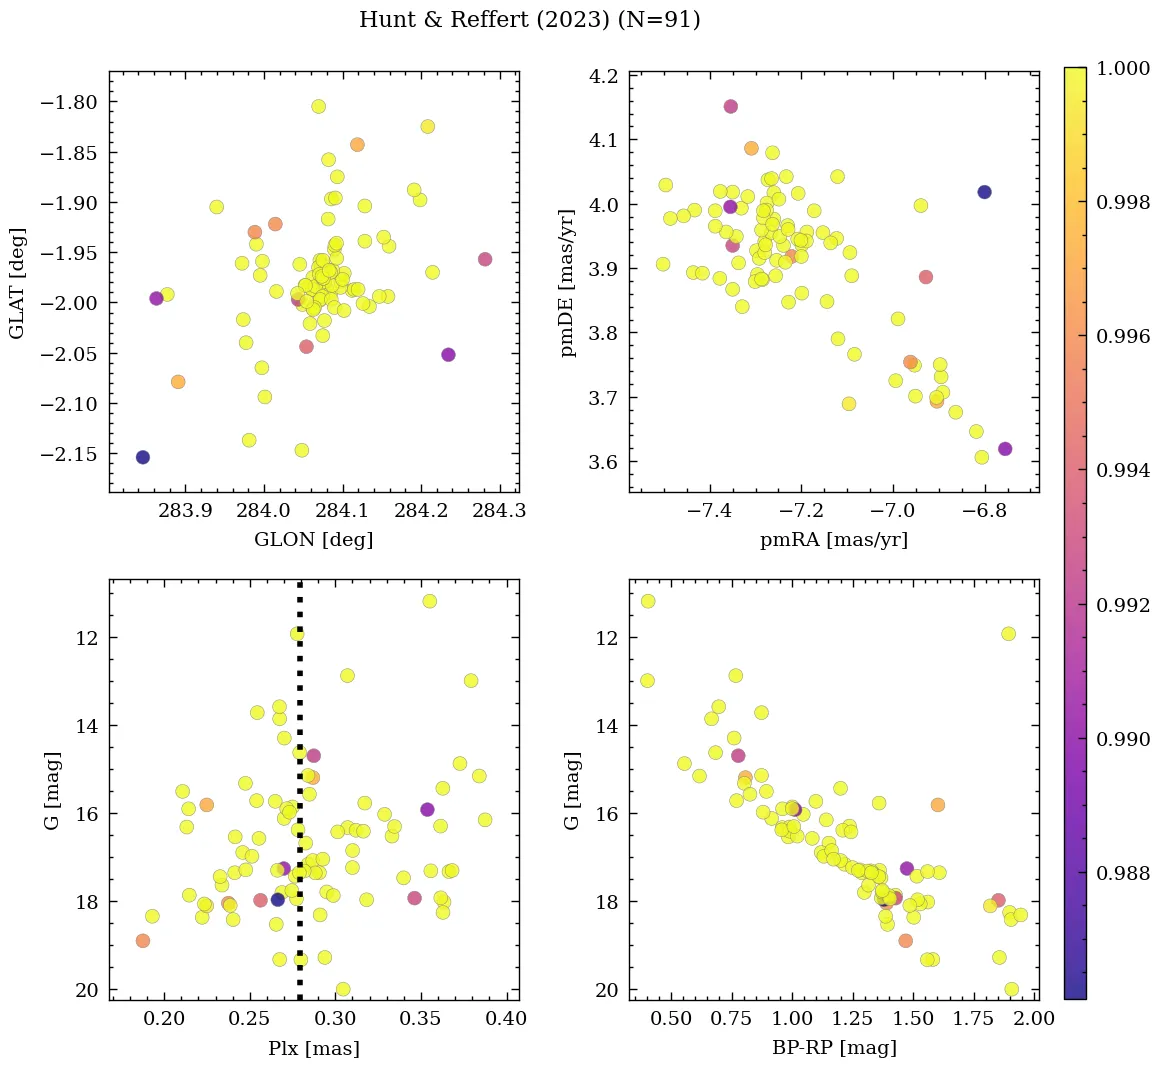 Hunt & Reffert (2023) (N=91)
−1.80
−1.85
−1.90
−1.95
−2.00
−2.05
−2.10
−2.15
GLAT [deg]
283.9 284.0 284.1 284.2 284.3
GLON [deg]
4.2
4.1
4.0
3.9
3.8
3.7
3.6
pmDE [mas/yr]
−7.4 −7.2 −7.0 −6.8
pmRA [mas/yr]
12
14
16
18
20
G [mag]
0.20 0.25 0.30 0.35 0.40
Plx [mas]
12
14
16
18
20
G [mag]
0.50 0.75 1.00 1.25 1.50 1.75 2.00
BP-RP [mag]
1.000
0.998
0.996
0.994
0.992
0.990
0.988